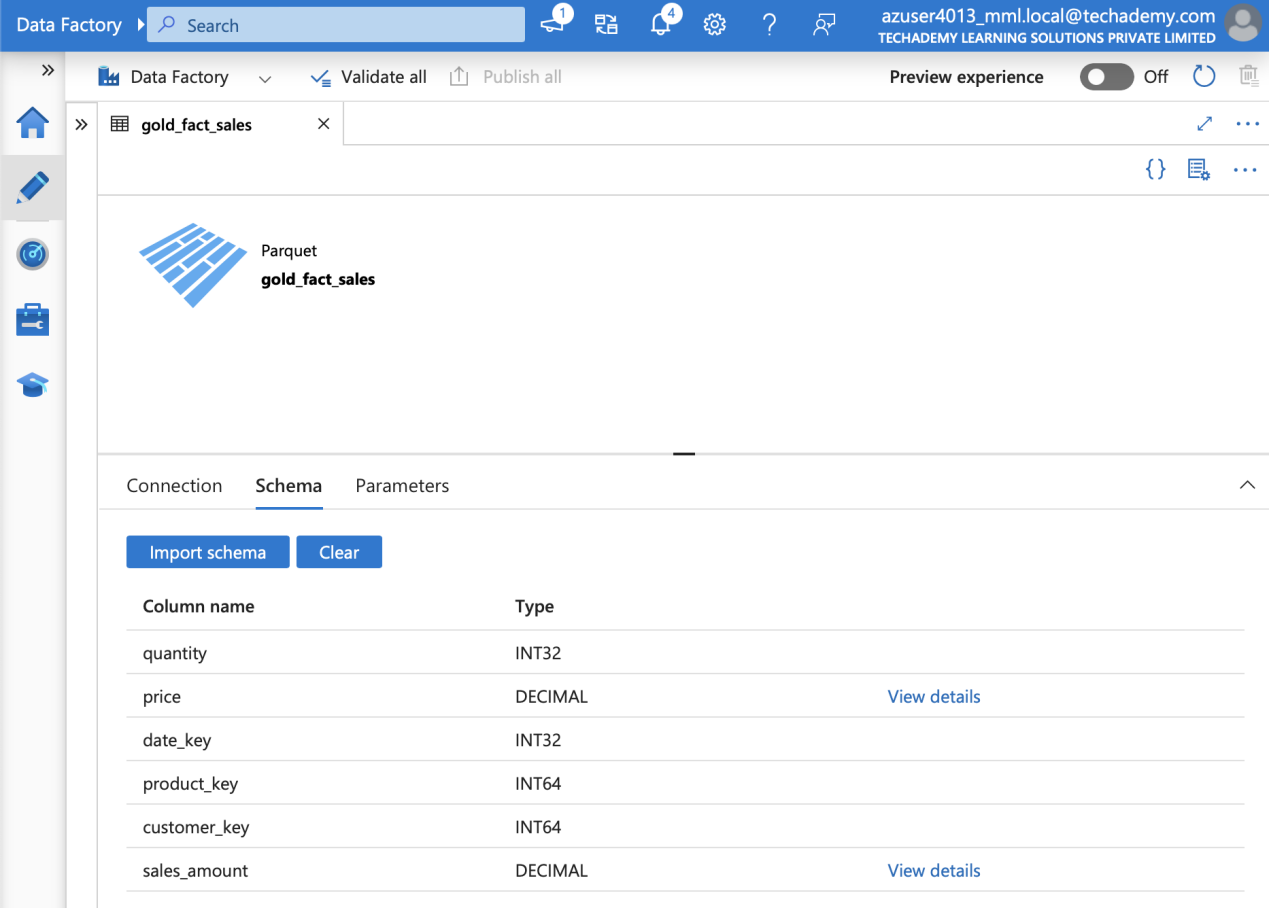 Data Factory
Search
1
4
azuser4013_mml.local@techademy.com
TECHADEMY LEARNING SOLUTIONS PRIVATE LIMITED
Data Factory
Validate all
Publish all
Preview experience
Off
gold_fact_sales
{}
Parquet
gold_fact_sales
Connection Schema Parameters
Import schema Clear
Column name Type
quantity INT32
price DECIMAL View details
date_key INT32
product_key INT64
customer_key INT64
sales_amount DECIMAL View details